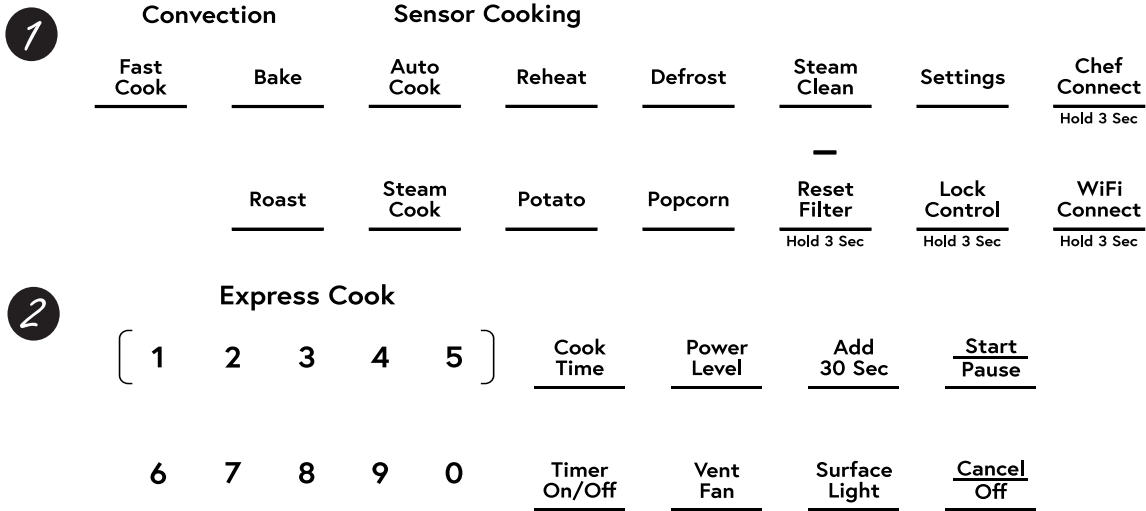 1
Convection Sensor Cooking
Fast Cook Bake Auto Cook Reheat Defrost Steam Clean Settings Chef Connect
Hold 3 Sec
Roast Steam Cook Potato Popcorn Reset Filter Lock Control WiFi Connect
Hold 3 Sec Hold 3 Sec Hold 3 Sec
2
Express Cook
1 2 3 4 5 Cook Time Power Level Add 30 Sec Start Pause
6 7 8 9 0 Timer On/Off Vent Fan Surface Light Cancel Off